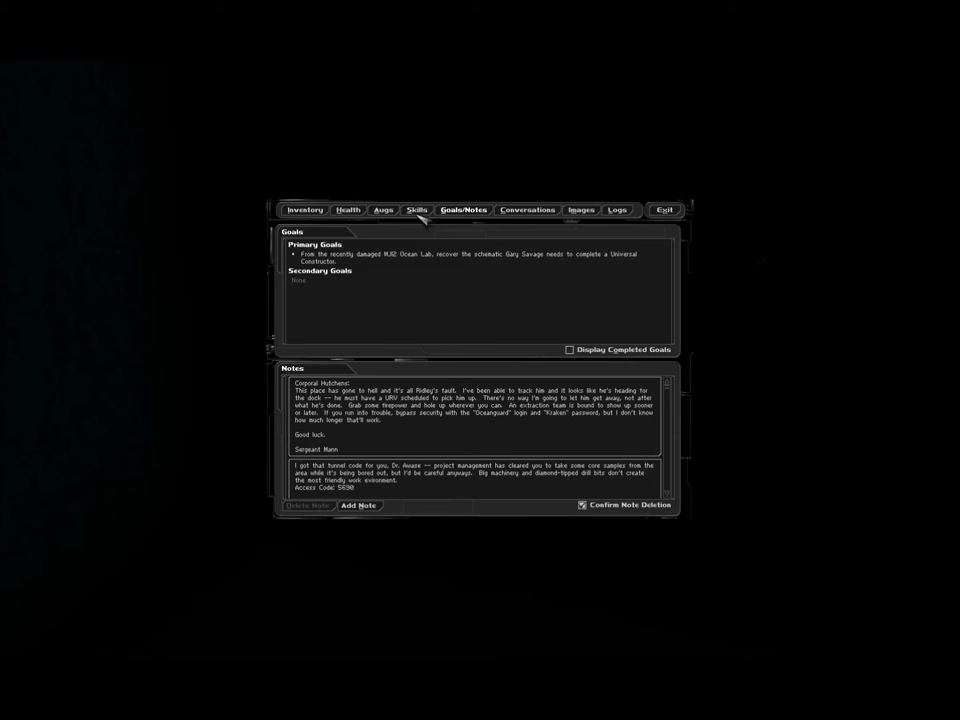 Inventory Health Augs Skills Goals/Notes Conversations Images Logs Exit
Goals
Primary Goals
• From the recently damaged MJ12 Ocean Lab, recover the schematic Gary Savage needs to complete a Universal
Constructor.
Secondary Goals
None
Display Completed Goals
Notes
Corporal Hutchens:
This place has gone to hell and it's all Ridley's fault. I've been able to track him and it looks like he's heading for
the dock -- he must have a URV scheduled to pick him up. There's no way I'm going to let him get away, not after
what he's done. Grab some firepower and hole up wherever you can. An extraction team is bound to show up sooner
or later. If you run into trouble, bypass security with the "Oceanguard" login and "Kraken" password, but I don't know
how much longer that'll work.
Good luck.
Sergeant Mann
I got that tunnel code for you, Dr. Awase -- project management has cleared you to take some core samples from the
area while it's being bored out, but I'd be careful anyways. Big machinery and diamond-tipped drill bits don't create
the most friendly work evironment.
Access Code: 5690
Delete Note Add Note Confirm Note Deletion